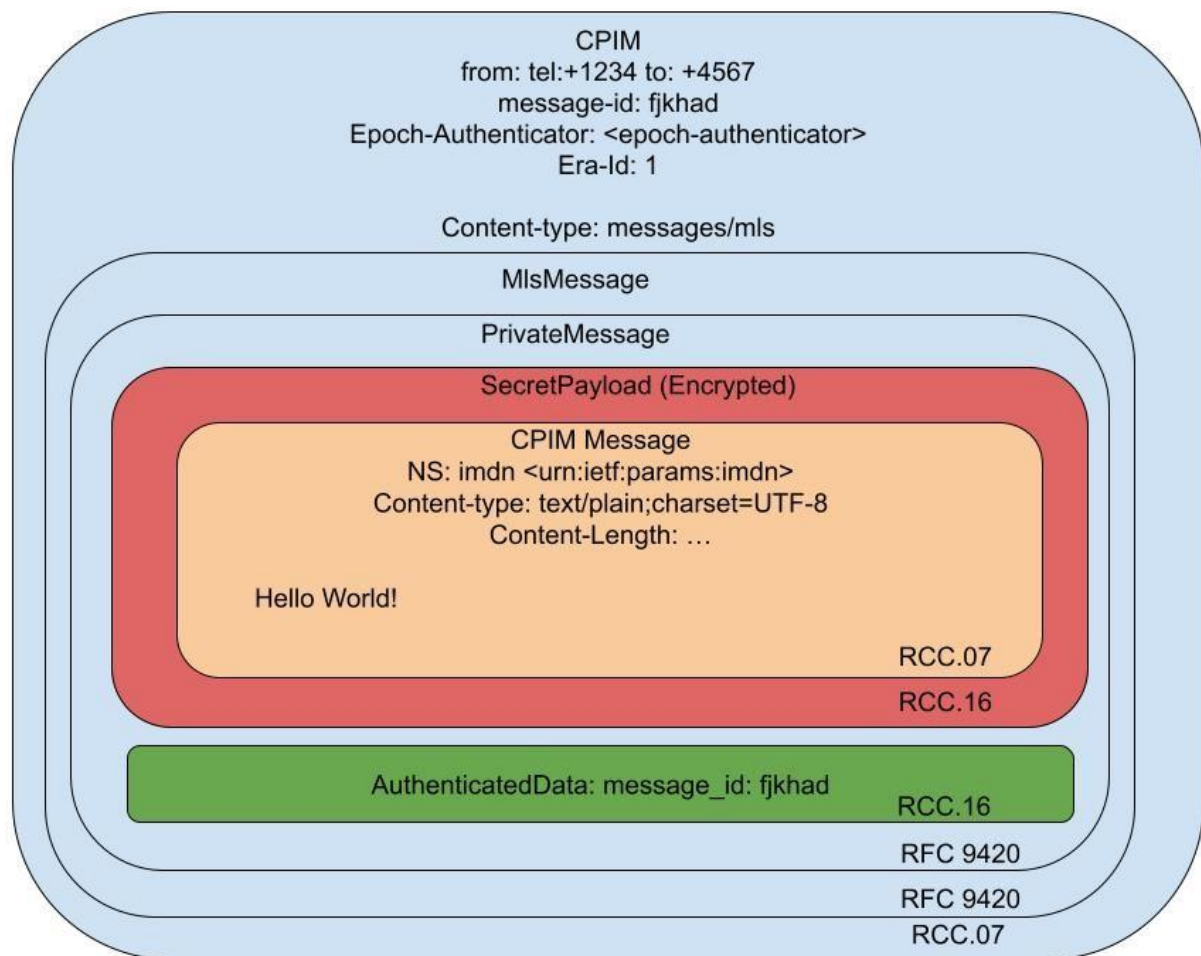 CPIM
from: tel:+1234 to: +4567
message-id: fjkhad
Epoch-Authenticator: <epoch-authenticator>
Era-Id: 1
Content-type: messages/mls
MlsMessage
PrivateMessage
SecretPayload (Encrypted)
CPIM Message
NS: imdn <urn:ietf:params:imdn>
Content-type: text/plain;charset=UTF-8
Content-Length: …
Hello World!
RCC.07
RCC.16
AuthenticatedData: message_id: fjkhad
RCC.16
RFC 9420
RFC 9420
RCC.07